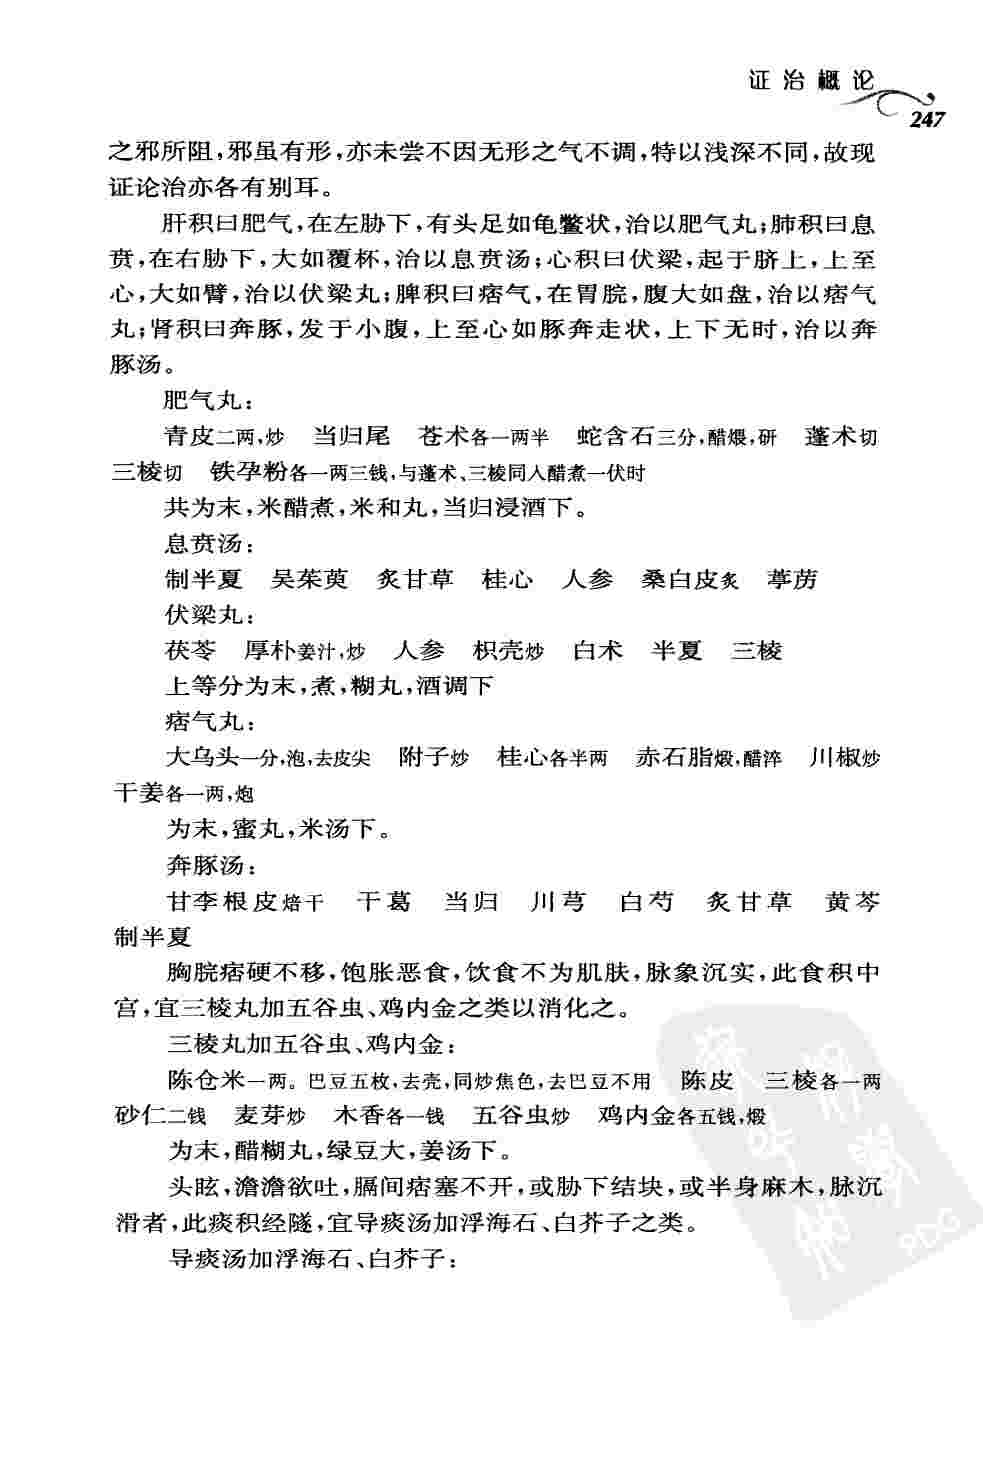 证治概论
247
之邪所阻,邪虽有形,亦未尝不因无形之气不调,特以浅深不同,故现
证论治亦各有别耳。
肝积曰肥气,在左胁下,有头足如龟鳖状,治以肥气丸;肺积曰息
贲,在右胁下,大如覆杯,治以息贲汤;心积曰伏梁,起于脐上,上至
心,大如臂,治以伏梁丸;脾积曰痞气,在胃脘,腹大如盘,治以痞气
丸;肾积曰奔豚,发于小腹,上至心如豚奔走状,上下无时,治以奔
豚汤。
肥气丸:
青皮二两,炒 当归尾 苍术各一两半 蛇含石三分,醋煨,研 蓬术切
三棱切 铁孕粉各一两三钱,与蓬术、三棱同入醋煮一伏时
共为末,米醋煮,米和丸,当归浸酒下。
息贲汤:
制半夏 吴茱萸 炙甘草 桂心 人参 桑白皮炙 葶苈
伏梁丸:
茯苓 厚朴姜汁,炒 人参 枳壳炒 白术 半夏 三棱
上等分为末,煮,糊丸,酒调下
痞气丸:
大乌头一分,泡,去皮尖 附子炒 桂心各半两 赤石脂煅,醋淬 川椒炒
干姜各一两,炮
为末,蜜丸,米汤下。
奔豚汤:
甘李根皮焙干 干葛 当归 川芎 白芍 炙甘草 黄芩
制半夏
胸脘痞硬不移,饱胀恶食,饮食不为肌肤,脉象沉实,此食积中
宫,宜三棱丸加五谷虫、鸡内金之类以消化之。
三棱丸加五谷虫、鸡内金:
陈仓米一两。巴豆五枚,去壳,同炒焦色,去巴豆不用 陈皮 三棱各一两
砂仁二钱 麦芽炒 木香各一钱 五谷虫炒 鸡内金各五钱,煅
为末,醋糊丸,绿豆大,姜汤下。
头眩,澹澹欲吐,膈间痞塞不开,或胁下结块,或半身麻木,脉沉
滑者,此痰积经隧,宜导痰汤加浮海石、白芥子之类。
导痰汤加浮海石、白芥子:
PDG